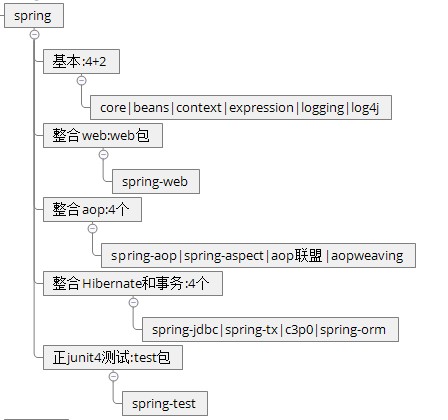 spring
基本:4+2
core|beans|context|expression|logging|log4j
整合web:web包
spring-web
整合aop:4个
spring-aop|spring-aspect|aop联盟|aopweaving
整合Hibernate和事务:4个
spring-jdbc|spring-tx|c3p0|spring-orm
正junit4测试:test包
spring-test